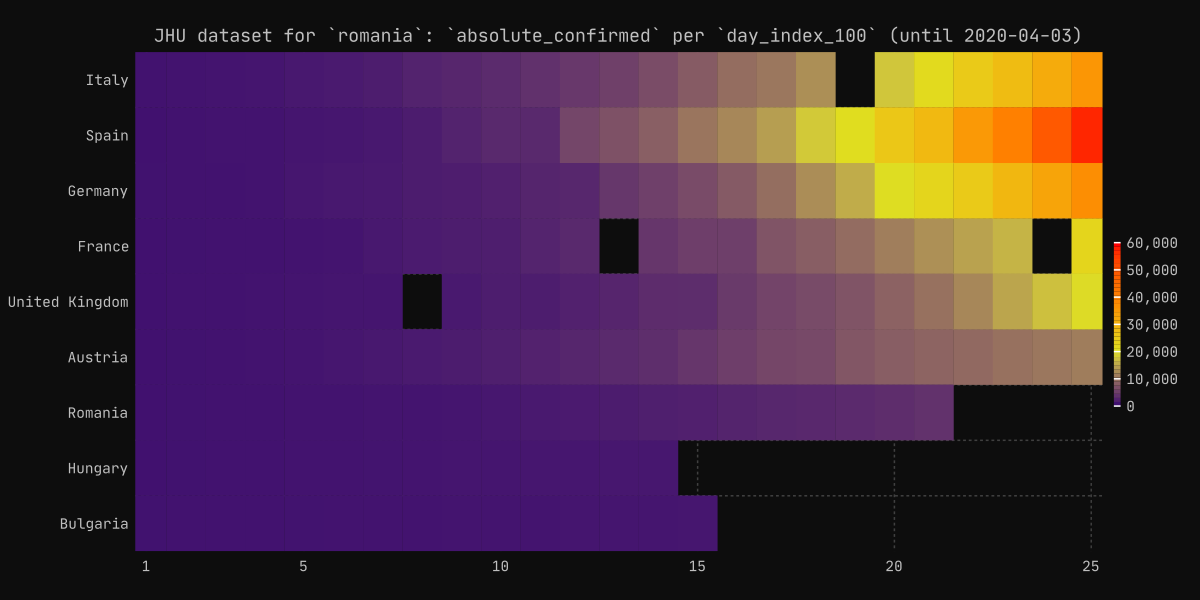 JHU dataset for `romania`: `absolute_confirmed` per `day_index_100` (until 2020-04-03)
Italy
Spain
Germany
France
United Kingdom
Austria
Romania
Hungary
Bulgaria
60,000
50,000
40,000
30,000
20,000
10,000
0
1 5 10 15 20 25